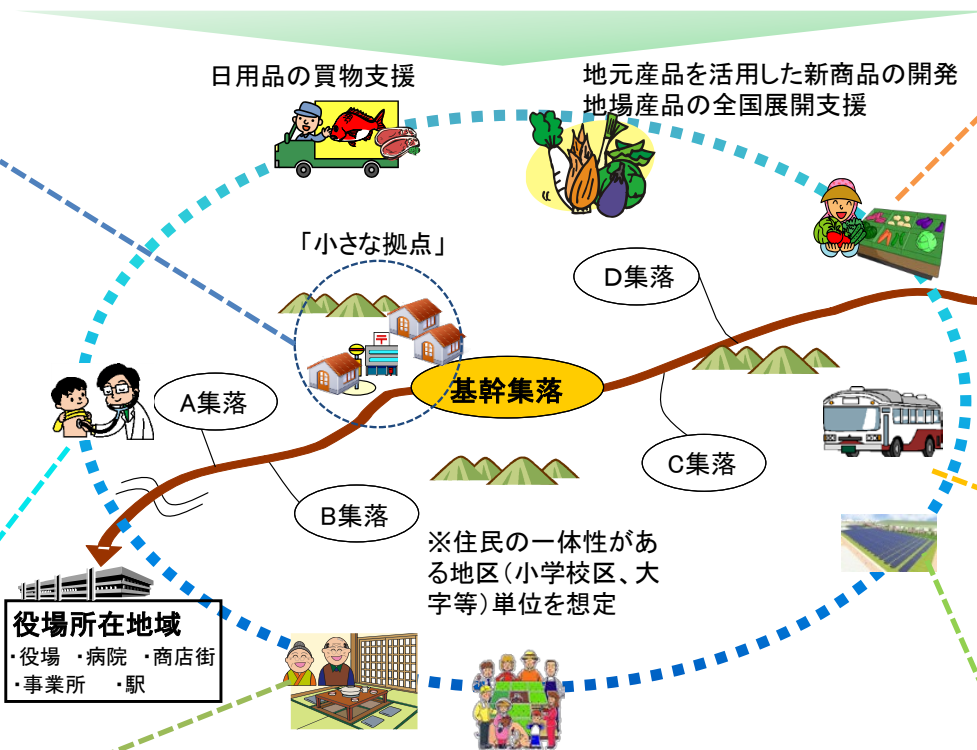 日用品の買物支援
地元産品を活用した新商品の開発
地場産品の全国展開支援
「小さな拠点」
D集落
〒
基幹集落
A集落
C集落
B集落
※住民の一体性があ
る地区（小学校区、大
字等）単位を想定
役場所在地域
・役場　・病院　・商店街
・事業所　・駅